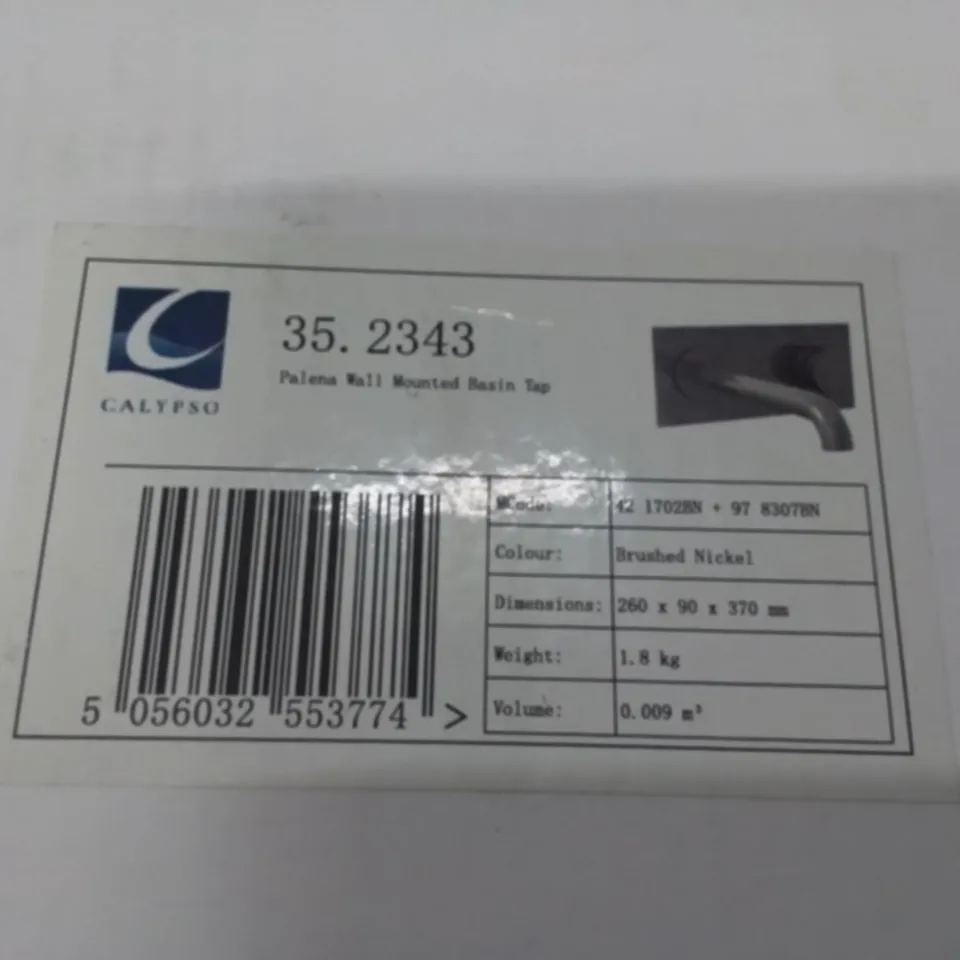 CALYPSO
35. 2343
Palena Wall Mounted Basin Tap
MCode: 42 1702BN + 97 8307BN
Colour: Brushed Nickel
Dimensions: 260 x 90 x 370 mm
Weight: 1.8 kg
Volume: 0.009 m³
5 056032 553774 >